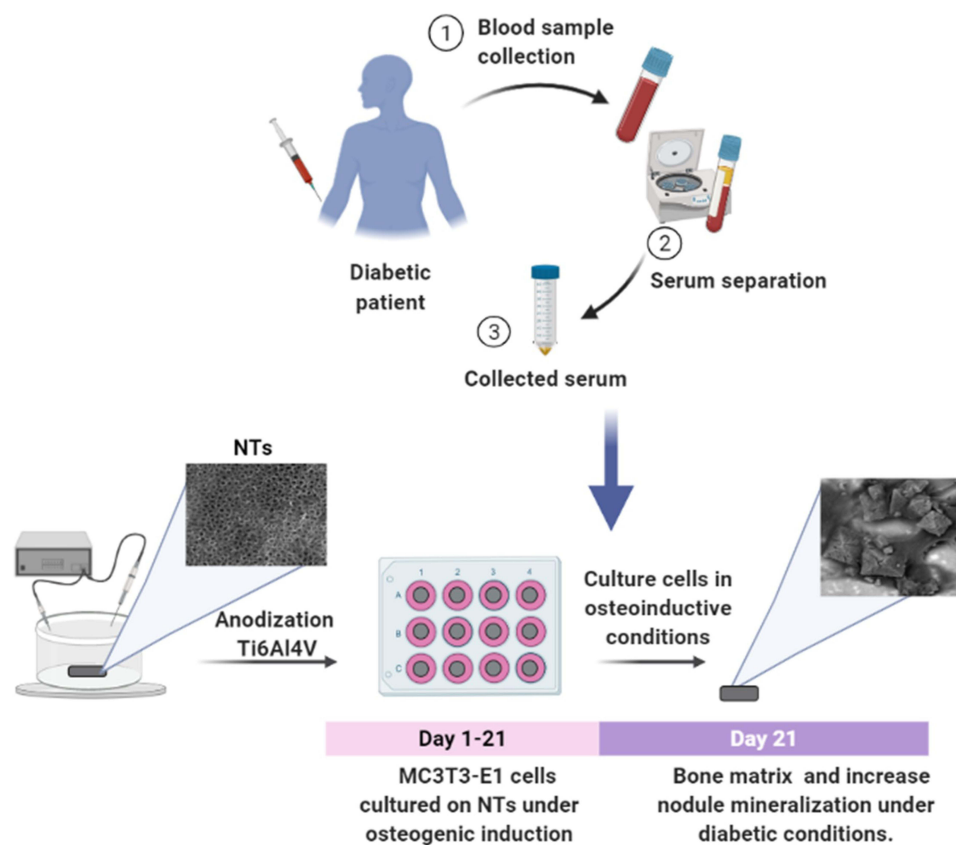 1
Blood sample
collection
2
Serum separation
Diabetic
patient
3
Collected serum
NTs
Anodization
Ti6Al4V
1 2 3 4
A
B
C
Culture cells in
osteoinductive
conditions
Day 1-21
Day 21
MC3T3-E1 cells
cultured on NTs under
osteogenic induction
Bone matrix and increase
nodule mineralization under
diabetic conditions.